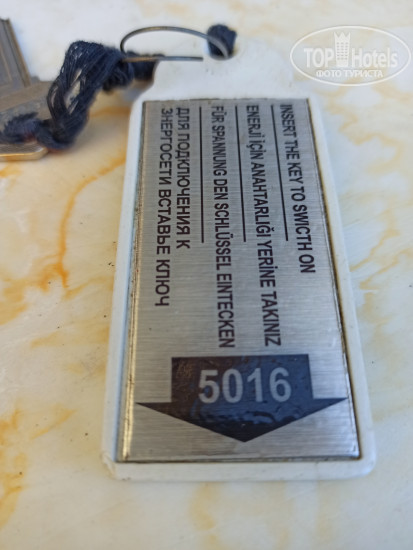 TOP Hotels
ФОТО ТУРИСТА
INSERT THE KEY TO SWICTH ON
ENERJİ İÇİN ANAHTARLIĞI YERİNE TAKINIZ
FÜR SPANNUNG DEN SCHLÜSSEL EINTECKEN
ДЛЯ ПОДКЛЮЧЕНИЯ К
ЭНЕРГОСЕТИ ВСТАВЬЕ КЛЮЧ
5016